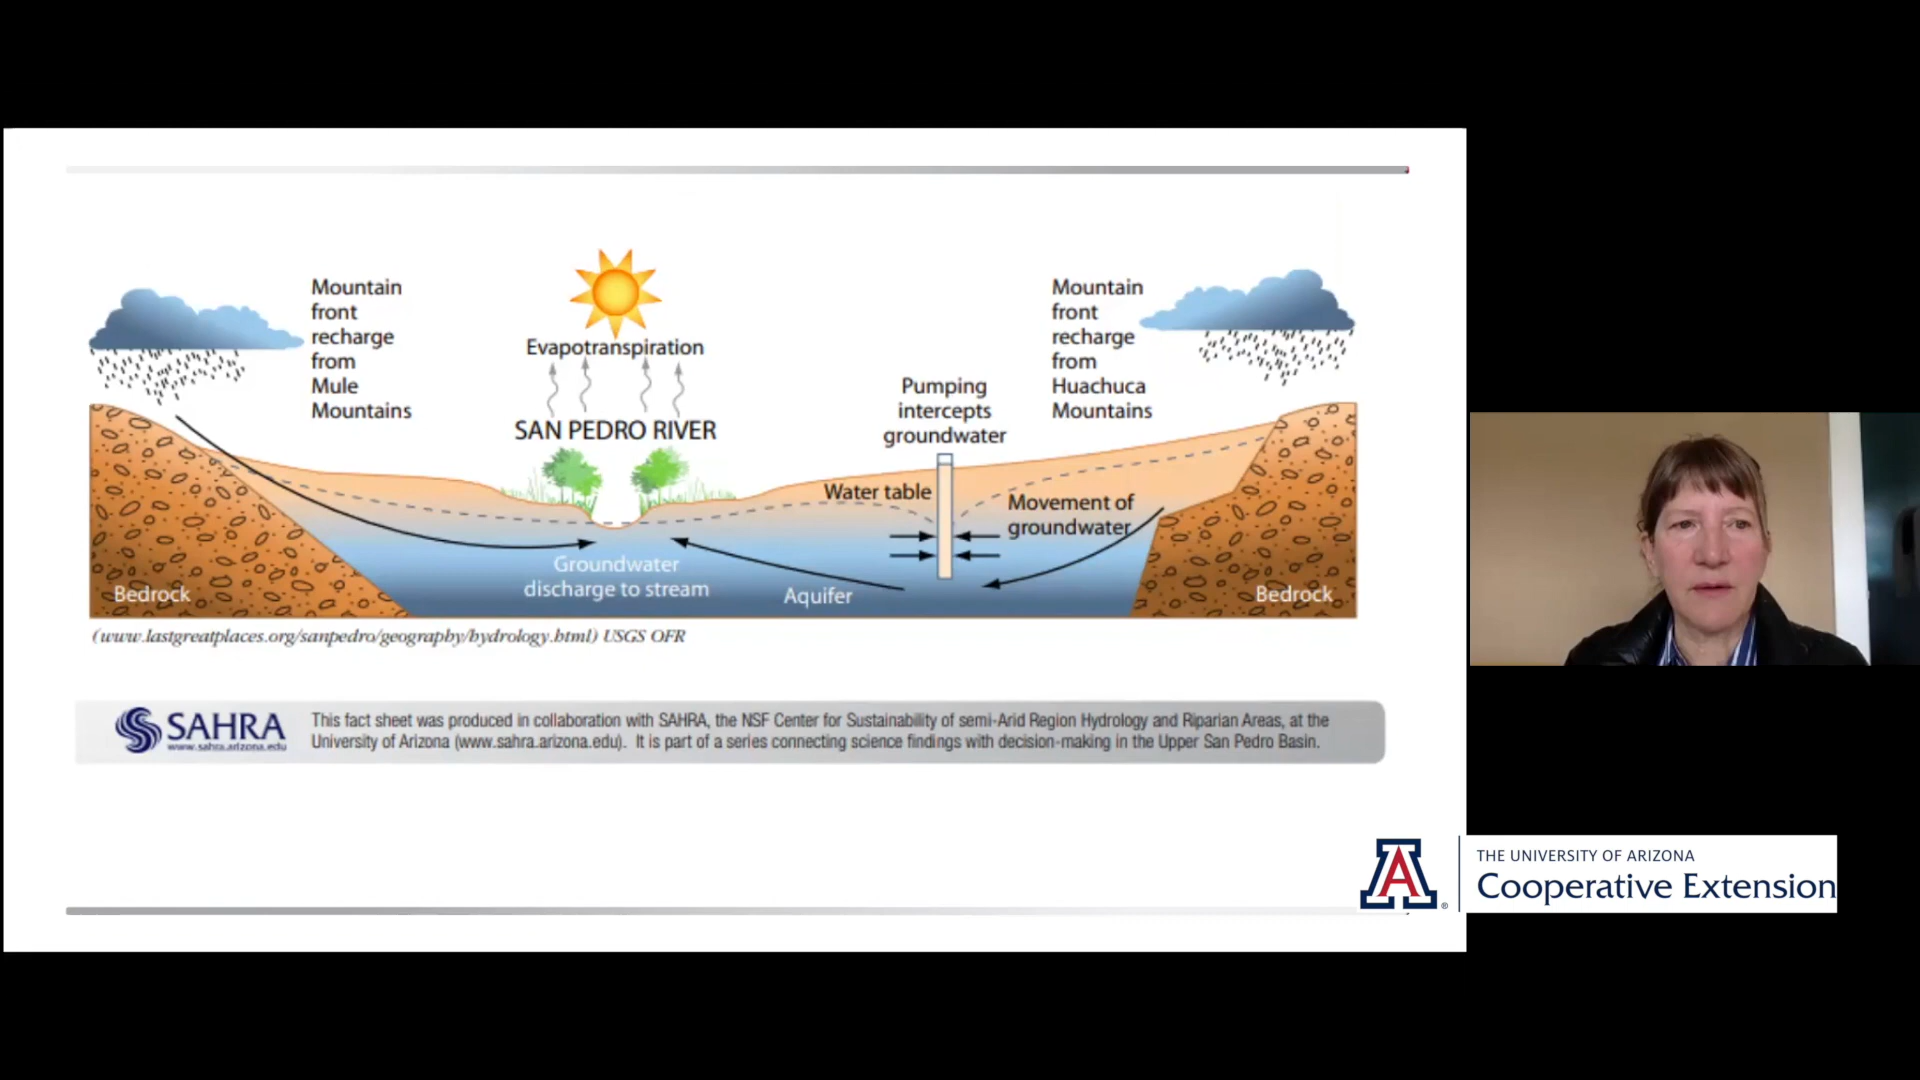 Mountain
front
recharge
from
Mule
Mountains
Evapotranspiration
SAN PEDRO RIVER
Pumping
intercepts
groundwater
Mountain
front
recharge
from
Huachuca
Mountains
Water table
Movement of
groundwater
Groundwater
discharge to stream
Aquifer
Bedrock
Bedrock
(www.lastgreatplaces.org/sanpedro/geography/hydrology.html) USGS OFR
SAHRA
www.sahra.arizona.edu
This fact sheet was produced in collaboration with SAHRA, the NSF Center for Sustainability of semi-Arid Region Hydrology and Riparian Areas, at the
University of Arizona (www.sahra.arizona.edu). It is part of a series connecting science findings with decision-making in the Upper San Pedro Basin.
A ®
THE UNIVERSITY OF ARIZONA
Cooperative Extension